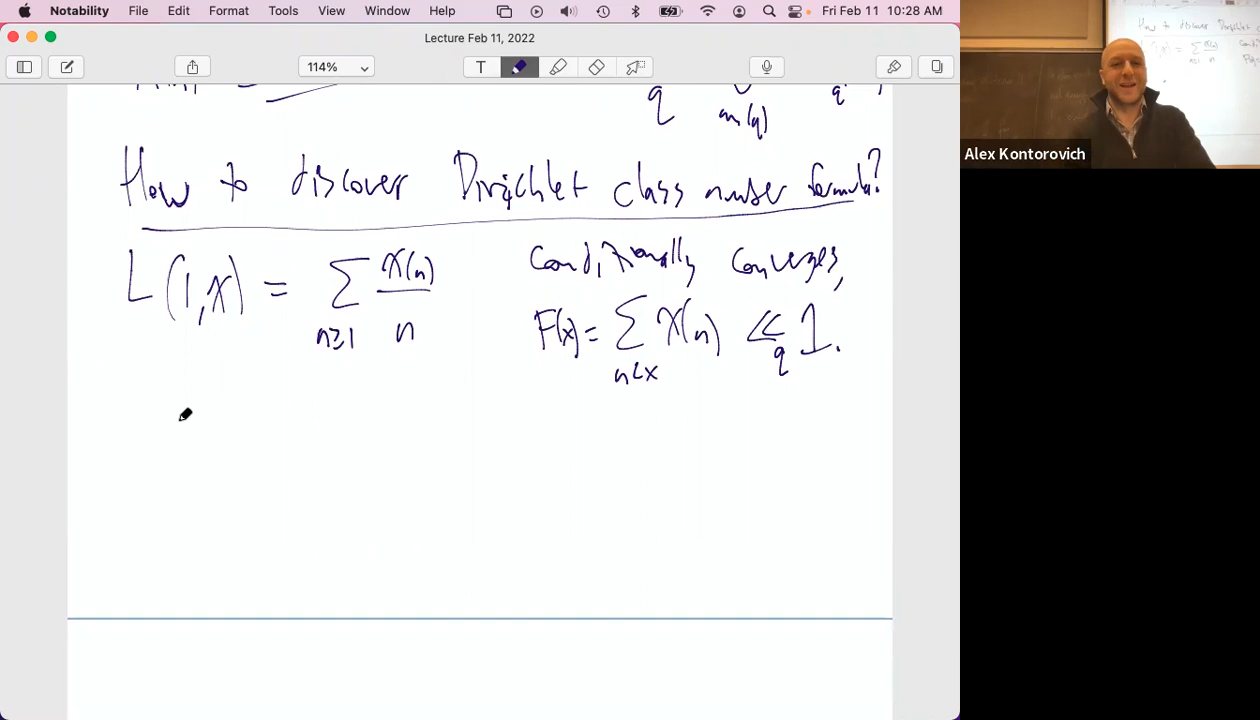 Notability File Edit Format Tools View Window Help Fri Feb 11 10:28 AM
Lecture Feb 11, 2022
114% T
q m(q) q
How to discover Dirichlet class number formula?
L(1,χ) = Σ n≥1 χ(n)/n Conditionally converges,
F(x) = Σ n<x χ(n) ≪q 1.
Alex Kontorovich